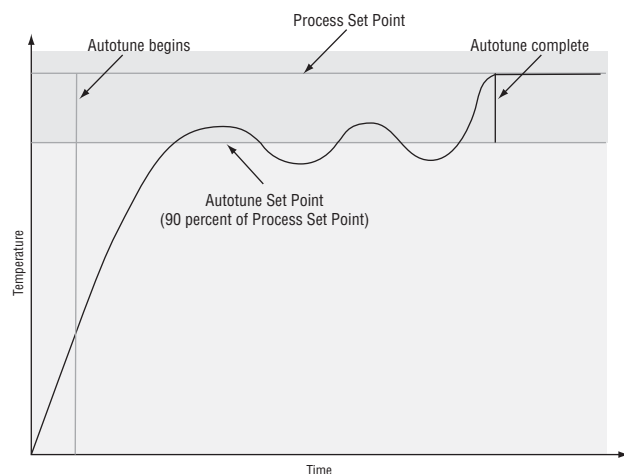 Process Set Point
Autotune begins
Autotune complete
Autotune Set Point
(90 percent of Process Set Point)
Temperature
Time